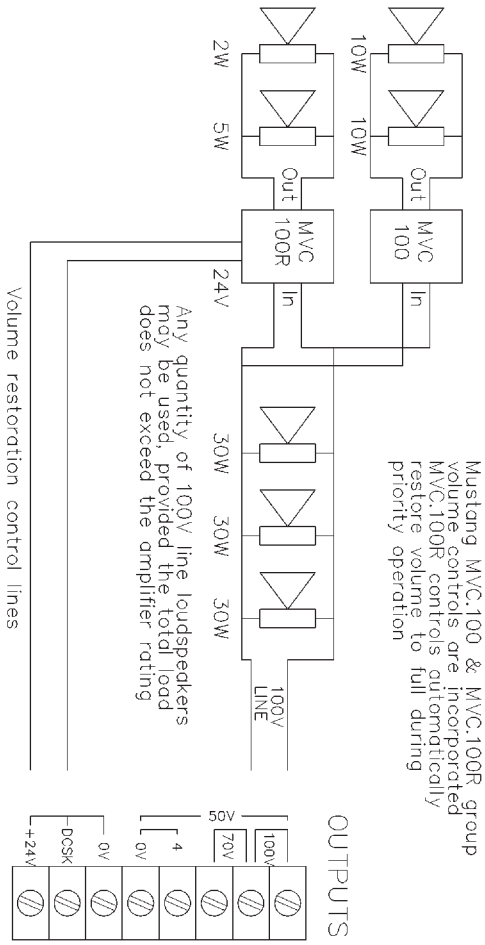 Mustang MVC.100 & MVC.100R group
volume controls are incorporated
MVC.100R controls automatically
restore volume to full during
priority operation
10W
10W
Out
MVC
100
In
2W
5W
Out
MVC
100R
In
24V
30W
30W
30W
100V
LINE
Any quantity of 100V line loudspeakers
may be used, provided the total load
does not exceed the amplifier rating
Volume restoration control lines
OUTPUTS
100V
70V
50V
4
0V
0V
DCSK
+24V